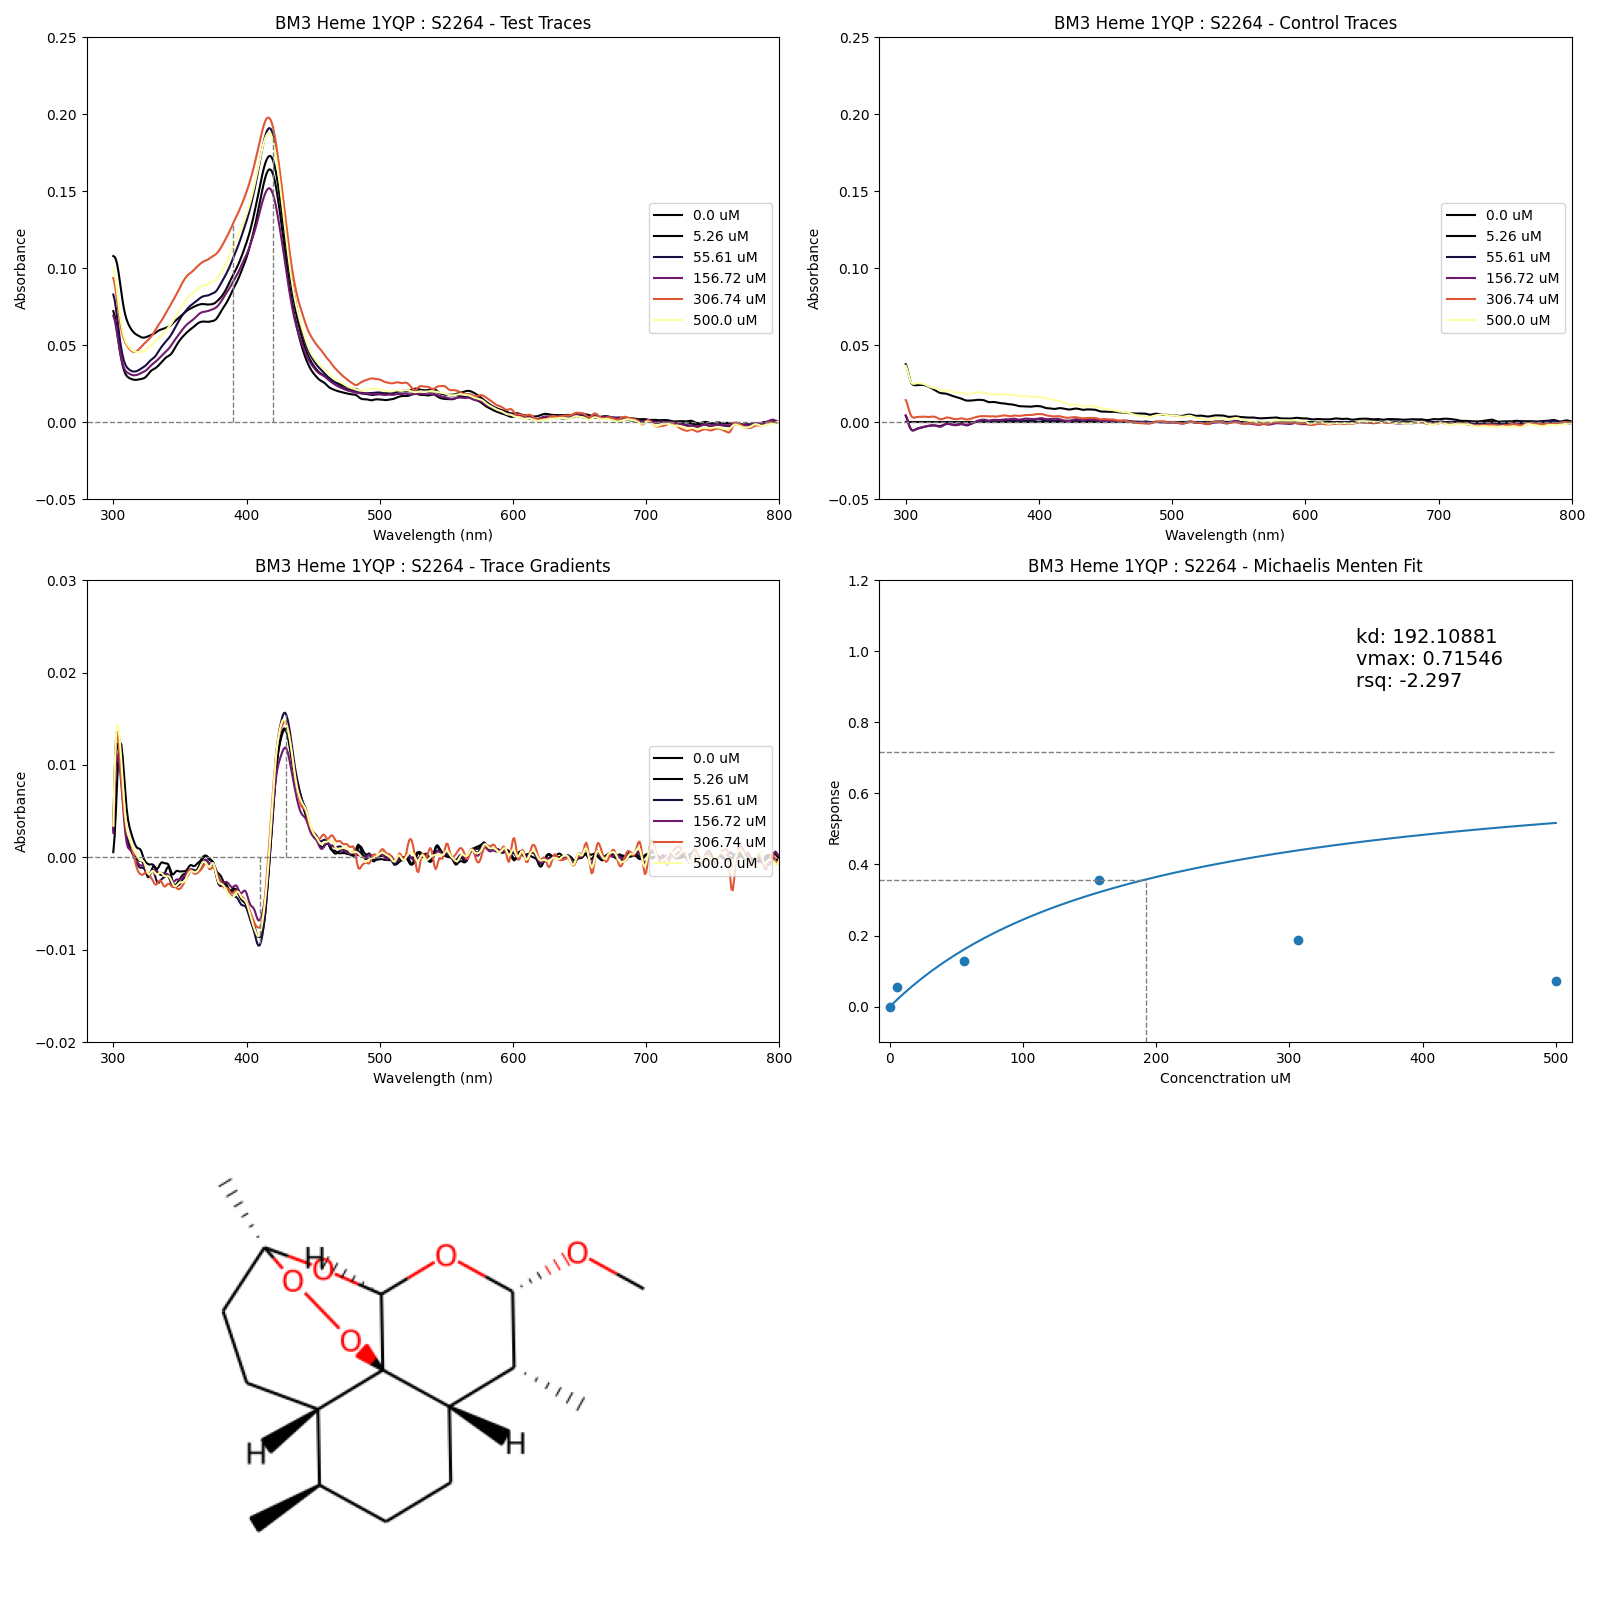 BM3 Heme 1YQP : S2264 - Test Traces
0.25
0.20
0.15
0.10
0.05
0.00
−0.05
Absorbance
300 400 500 600 700 800
Wavelength (nm)
0.0 uM
5.26 uM
55.61 uM
156.72 uM
306.74 uM
500.0 uM
BM3 Heme 1YQP : S2264 - Control Traces
0.25
0.20
0.15
0.10
0.05
0.00
−0.05
Absorbance
300 400 500 600 700 800
Wavelength (nm)
0.0 uM
5.26 uM
55.61 uM
156.72 uM
306.74 uM
500.0 uM
BM3 Heme 1YQP : S2264 - Trace Gradients
0.03
0.02
0.01
0.00
−0.01
−0.02
Absorbance
300 400 500 600 700 800
Wavelength (nm)
0.0 uM
5.26 uM
55.61 uM
156.72 uM
306.74 uM
500.0 uM
BM3 Heme 1YQP : S2264 - Michaelis Menten Fit
kd: 192.10881
vmax: 0.71546
rsq: -2.297
1.2
1.0
0.8
0.6
0.4
0.2
0.0
Response
0 100 200 300 400 500
Concenctration uM
H O O O
O
O
H H